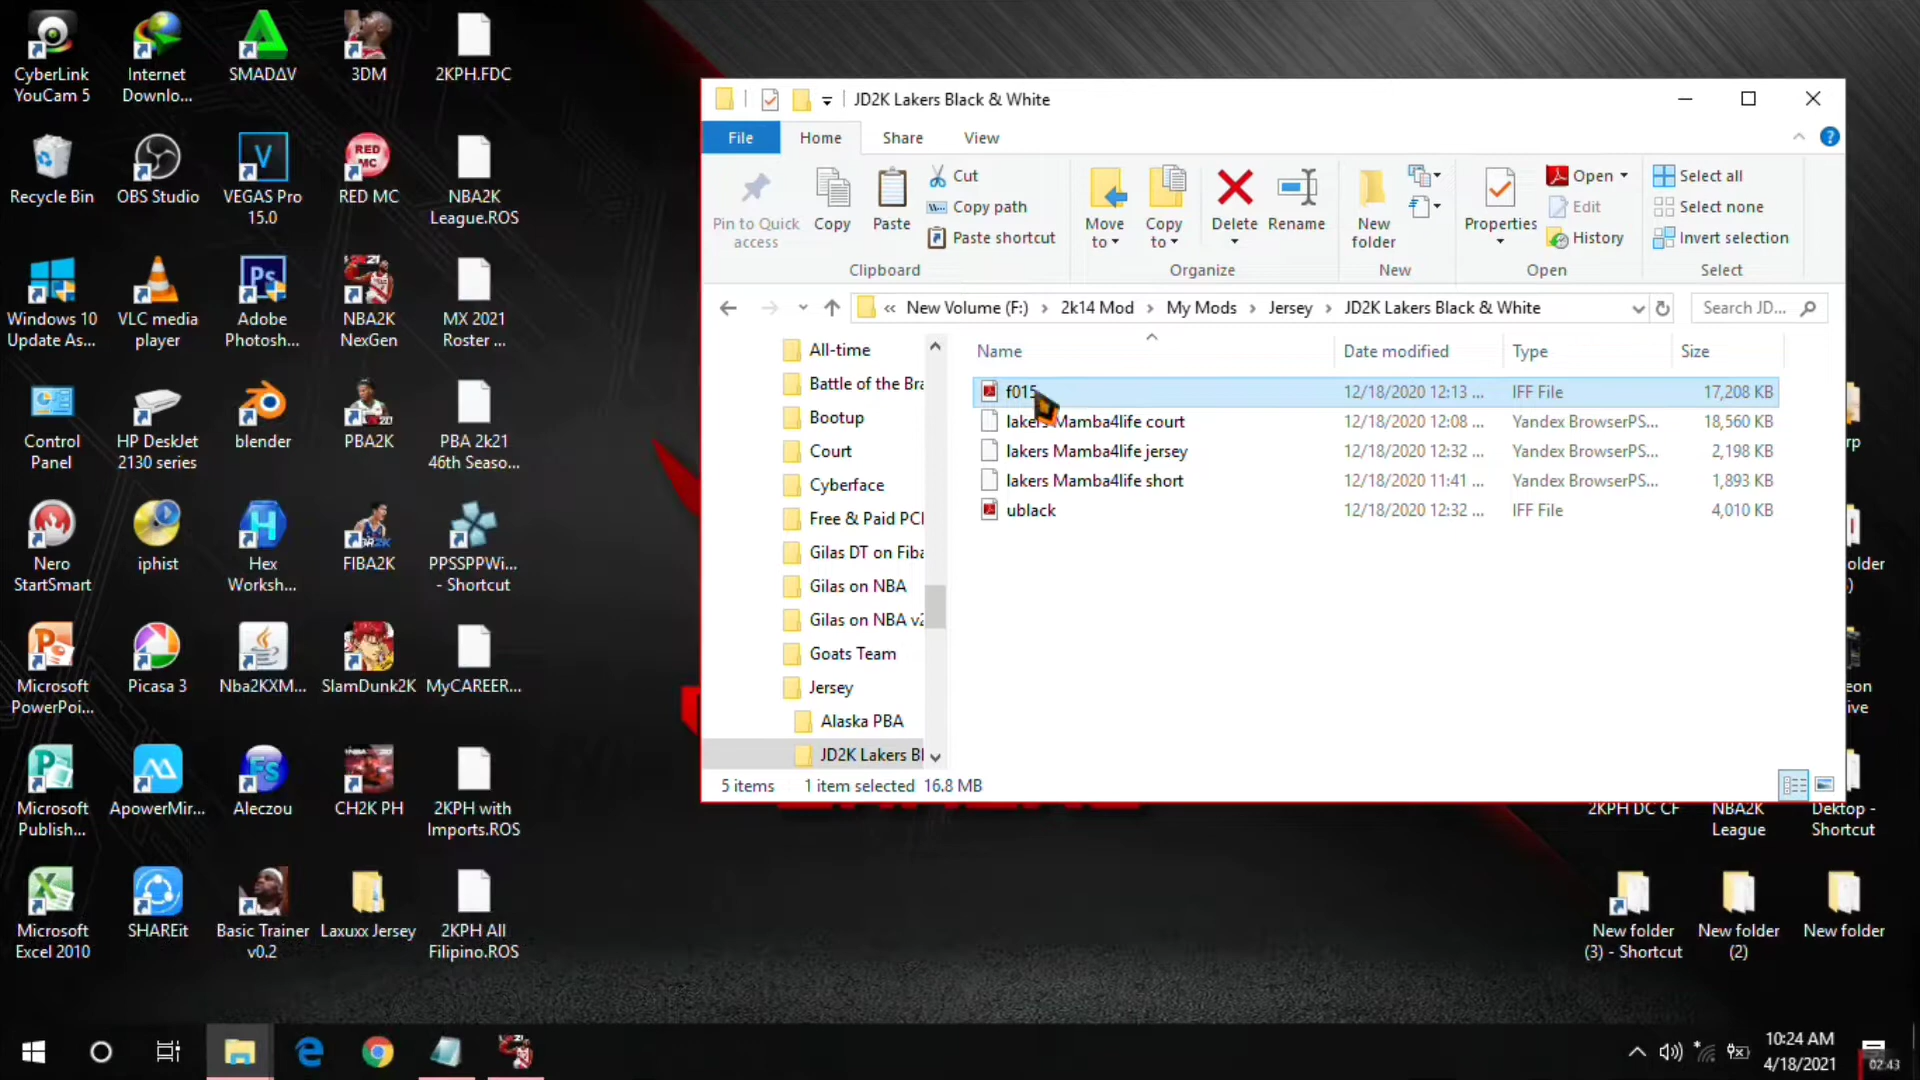 CyberLink
YouCam 5
Internet
Downlo...
SMADΔV
3DM
2KPH.FDC
Recycle Bin
OBS Studio
VEGAS Pro
15.0
RED
MC
RED MC
NBA2K
League.ROS
Windows 10
Update As...
VLC media
player
Adobe
Photosh...
NBA2K
NexGen
MX 2021
Roster ...
Control
Panel
HP DeskJet
2130 series
blender
PBA2K
PBA 2k21
46th Seaso...
Nero
StartSmart
iphist
Hex
Worksh...
FIBA2K
PPSSPPWi...
- Shortcut
Microsoft
PowerPoi...
Picasa 3
Nba2KXM...
SlamDunk2K
MyCAREER...
Microsoft
Publish...
ApowerMir...
Aleczou
CH2K PH
2KPH with
Imports.ROS
Microsoft
Excel 2010
SHAREit
Basic Trainer
v0.2
Laxuxx Jersey
2KPH All
Filipino.ROS
JD2K Lakers Black & White
File Home Share View
Pin to Quick
access
Copy
Paste
Cut
Copy path
Paste shortcut
Clipboard
Move
to
Copy
to
Delete
Rename
Organize
New
folder
New
Properties
Open
Edit
History
Open
Select all
Select none
Invert selection
Select
« New Volume (F:) › 2k14 Mod › My Mods › Jersey › JD2K Lakers Black & White
Search JD...
All-time
Battle of the Bra
Bootup
Court
Cyberface
Free & Paid PCI
Gilas DT on Fiba
Gilas on NBA
Gilas on NBA v2
Goats Team
Jersey
Alaska PBA
JD2K Lakers Bl
Name Date modified Type Size
f015 12/18/2020 12:13 ... IFF File 17,208 KB
lakers Mamba4life court 12/18/2020 12:08 ... Yandex BrowserPS... 18,560 KB
lakers Mamba4life jersey 12/18/2020 12:32 ... Yandex BrowserPS... 2,198 KB
lakers Mamba4life short 12/18/2020 11:41 ... Yandex BrowserPS... 1,893 KB
ublack 12/18/2020 12:32 ... IFF File 4,010 KB
5 items 1 item selected 16.8 MB
rp
older
)
eon
ive
2KPH DC CF
NBA2K
League
Dektop -
Shortcut
New folder
(3) - Shortcut
New folder
(2)
New folder
10:24 AM
4/18/2021
02:43